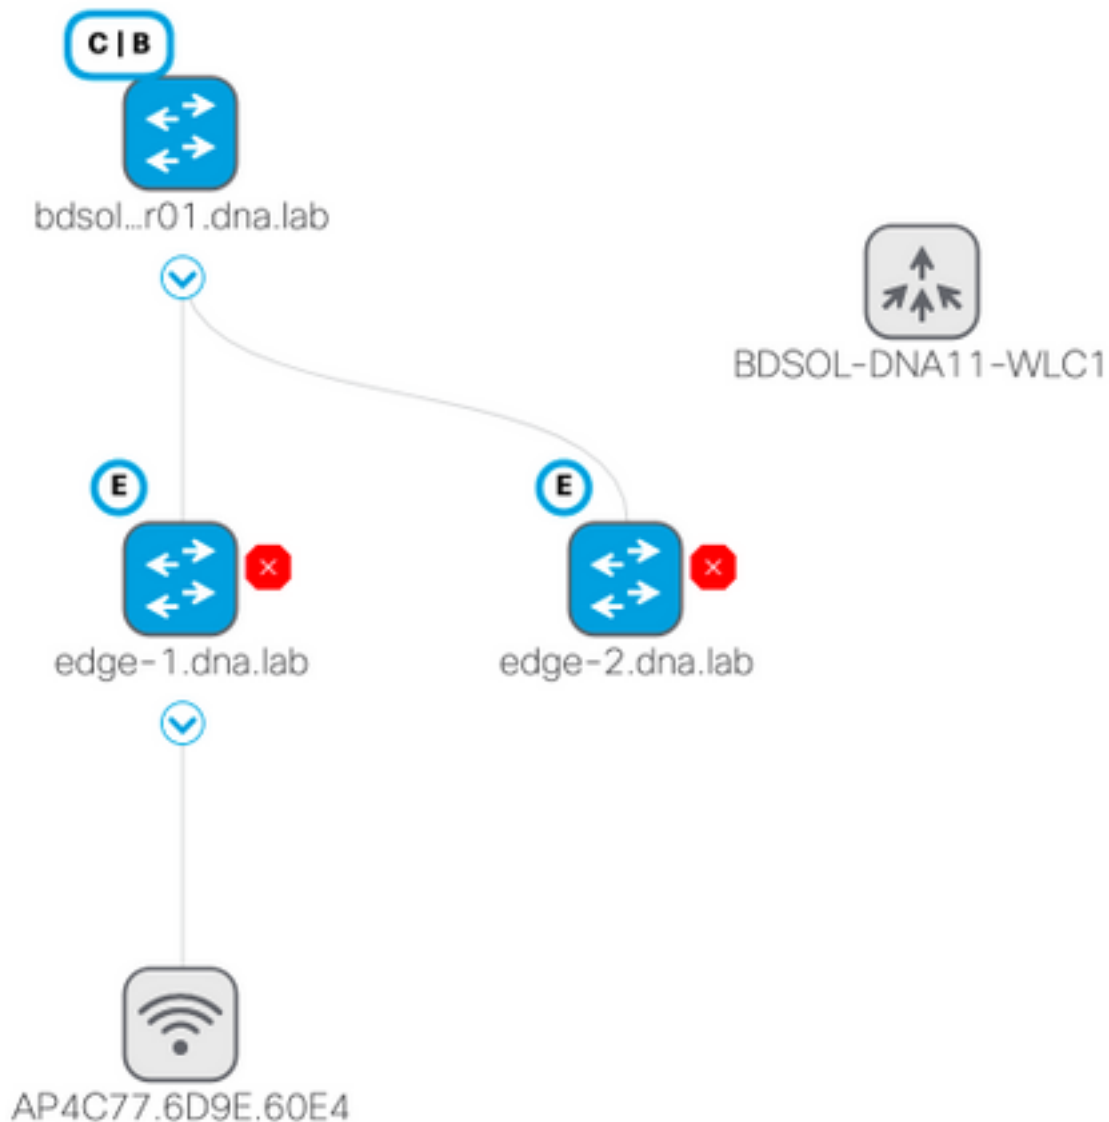 C | B
bdsol...r01.dna.lab
BDSOL-DNA11-WLC1
E
E
edge-1.dna.lab
edge-2.dna.lab
AP4C77.6D9E.60E4